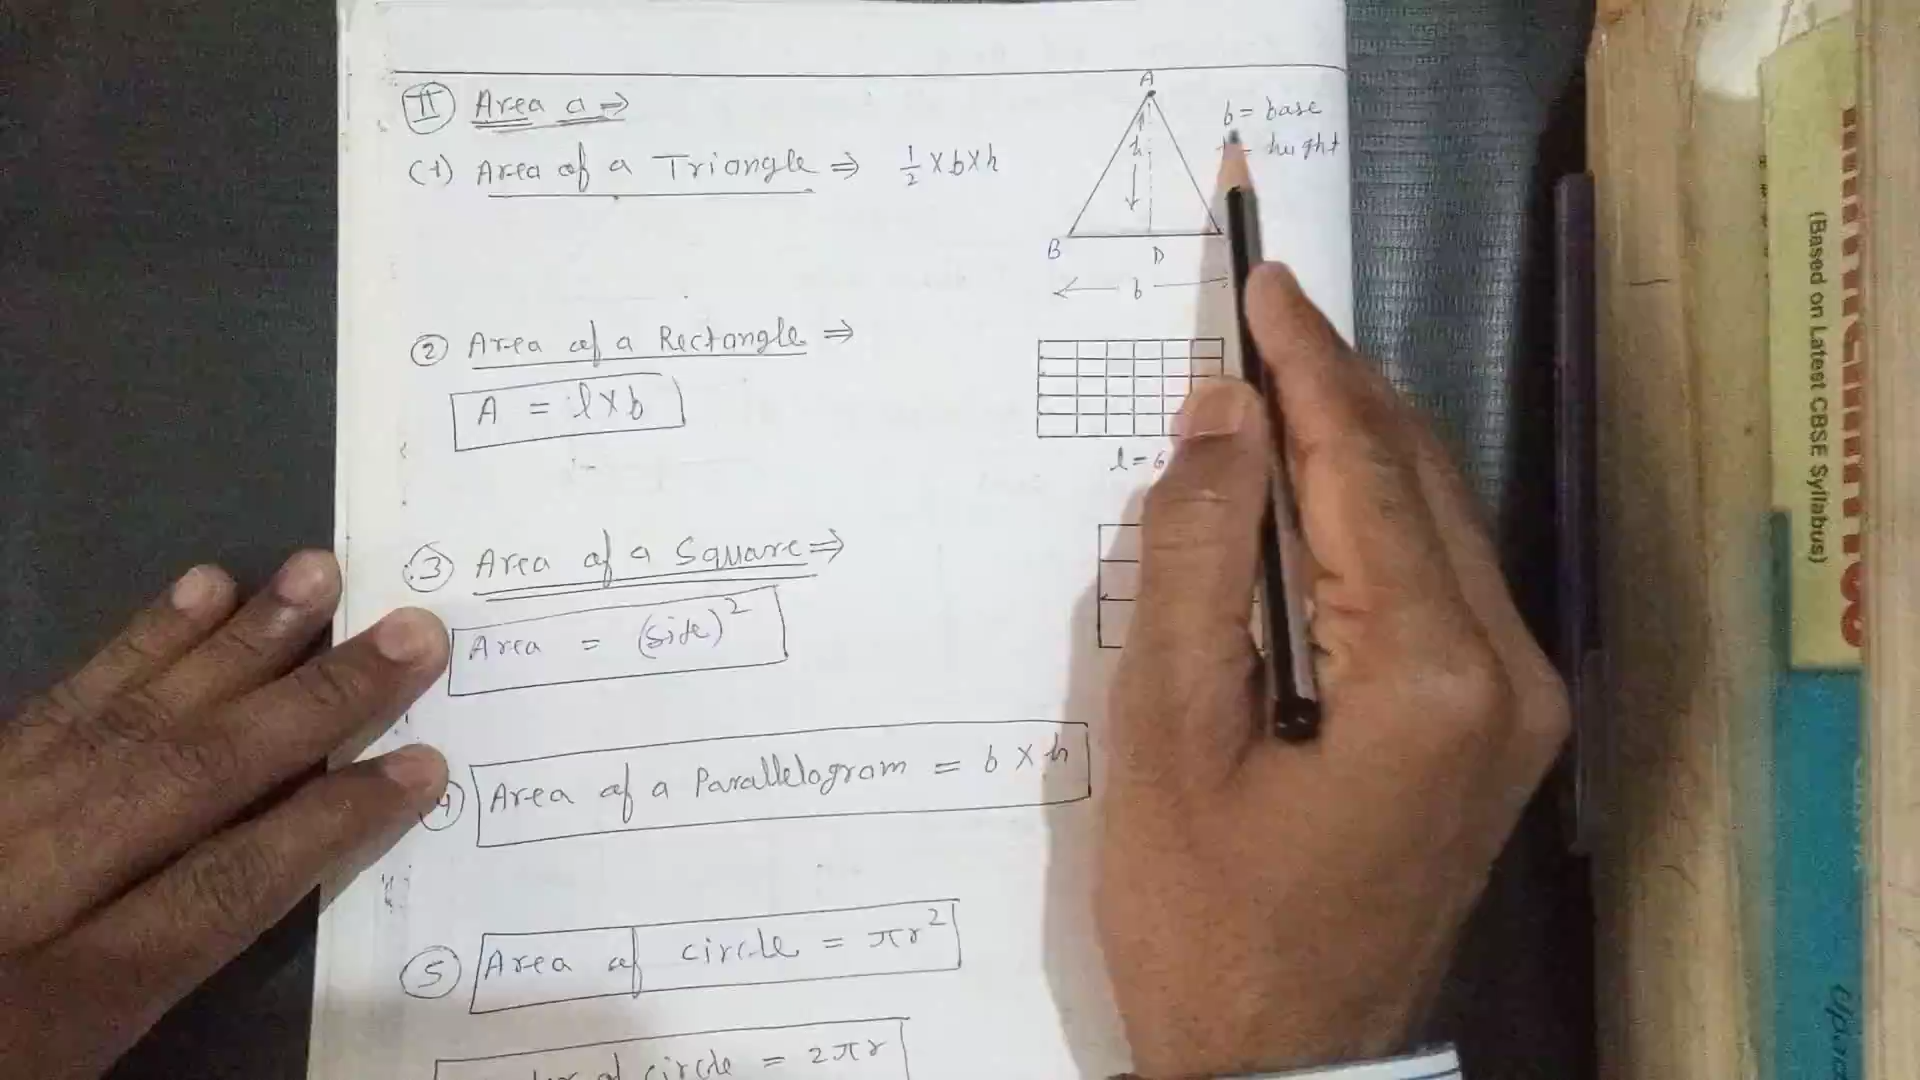 II Area a ⇒
(1) Area of a Triangle ⇒ 1/2 × b × h
A
h
B D
b
b = base
= height
② Area of a Rectangle ⇒
A = l × b
l = 6
③ Area of a Square ⇒
Area = (side)²
④ Area of a Parallelogram = b × h
⑤ Area of circle = πr²
of circle = 2πr
(Based on Latest CBSE Syllabus)